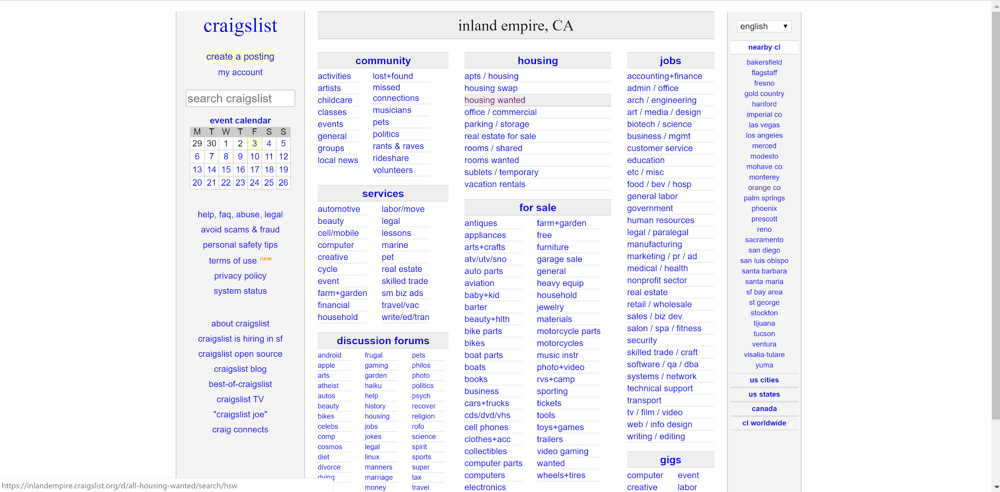 craigslist
create a posting
my account
search craigslist
event calendar
M T W T F S S
29 30 1 2 3 4 5
6 7 8 9 10 11 12
13 14 15 16 17 18 19
20 21 22 23 24 25 26
help, faq, abuse, legal
avoid scams & fraud
personal safety tips
terms of use new
privacy policy
system status
about craigslist
craigslist is hiring in sf
craigslist open source
craigslist blog
best-of-craigslist
craigslist TV
"craigslist joe"
craig connects
inland empire, CA
community
activities
artists
childcare
classes
events
general
groups
local news
lost+found
missed
connections
musicians
pets
politics
rants & raves
rideshare
volunteers
services
automotive
beauty
cell/mobile
computer
creative
cycle
event
farm+garden
financial
household
labor/move
legal
lessons
marine
pet
real estate
skilled trade
sm biz ads
travel/vac
write/ed/tran
discussion forums
android
apple
arts
atheist
autos
beauty
bikes
celebs
comp
cosmos
diet
divorce
dying
frugal
gaming
garden
haiku
help
history
housing
jobs
jokes
legal
linux
manners
marriage
money
pets
philos
photo
politics
psych
recover
religion
rofo
science
spirit
sports
super
tax
travel
housing
apts / housing
housing swap
housing wanted
office / commercial
parking / storage
real estate for sale
rooms / shared
rooms wanted
sublets / temporary
vacation rentals
for sale
antiques
appliances
arts+crafts
atv/utv/sno
auto parts
aviation
baby+kid
barter
beauty+hlth
bike parts
bikes
boat parts
boats
books
business
cars+trucks
cds/dvd/vhs
cell phones
clothes+acc
collectibles
computer parts
computers
electronics
farm+garden
free
furniture
garage sale
general
heavy equip
household
jewelry
materials
motorcycle parts
motorcycles
music instr
photo+video
rvs+camp
sporting
tickets
tools
toys+games
trailers
video gaming
wanted
wheels+tires
jobs
accounting+finance
admin / office
arch / engineering
art / media / design
biotech / science
business / mgmt
customer service
education
etc / misc
food / bev / hosp
general labor
government
human resources
legal / paralegal
manufacturing
marketing / pr / ad
medical / health
nonprofit sector
real estate
retail / wholesale
sales / biz dev
salon / spa / fitness
security
skilled trade / craft
software / qa / dba
systems / network
technical support
transport
tv / film / video
web / info design
writing / editing
gigs
computer
creative
event
labor
english
nearby cl
bakersfield
flagstaff
fresno
gold country
hanford
imperial co
las vegas
los angeles
merced
modesto
mohave co
monterey
orange co
palm springs
phoenix
prescott
reno
sacramento
san diego
san luis obispo
santa barbara
santa maria
sf bay area
st george
stockton
tijuana
tucson
ventura
visalia-tulare
yuma
us cities
us states
canada
cl worldwide
https://inlandempire.craigslist.org/d/all-housing-wanted/search/hsw